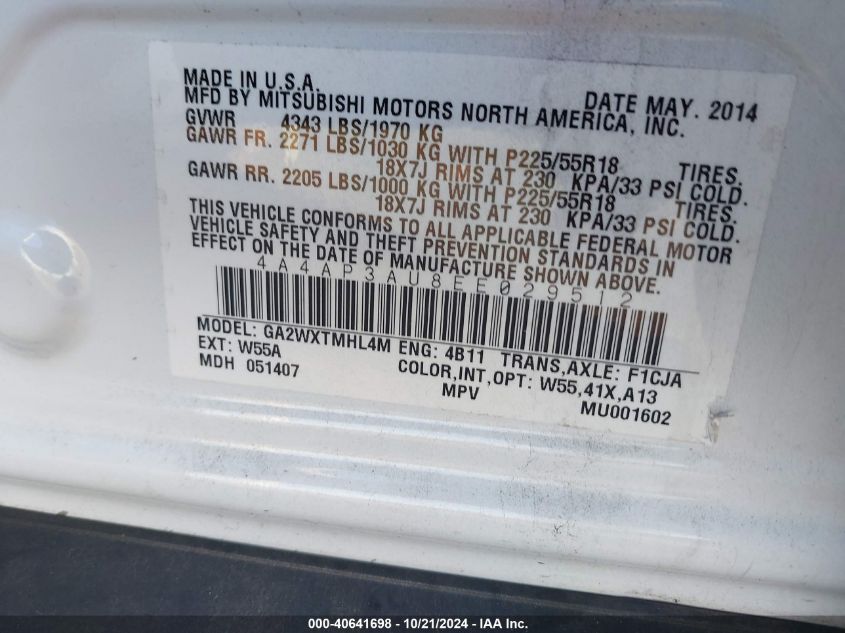 MADE IN U.S.A. DATE MAY. 2014
MFD BY MITSUBISHI MOTORS NORTH AMERICA, INC.
GVWR 4343 LBS/1970 KG
GAWR FR. 2271 LBS/1030 KG WITH P225/55R18 TIRES,
18X7J RIMS AT 230 KPA/33 PSI COLD.
GAWR RR. 2205 LBS/1000 KG WITH P225/55R18 TIRES,
18X7J RIMS AT 230 KPA/33 PSI COLD.
THIS VEHICLE CONFORMS TO ALL APPLICABLE FEDERAL MOTOR
VEHICLE SAFETY AND THEFT PREVENTION STANDARDS IN
EFFECT ON THE DATE OF MANUFACTURE SHOWN ABOVE.
4A4AP3AU8EE029512
MODEL: GA2WXTMHL4M ENG: 4B11 TRANS,AXLE: F1CJA
EXT: W55A COLOR,INT,OPT: W55,41X,A13
MDH 051407 MPV MU001602
000-40641698 - 10/21/2024 - IAAI Inc.